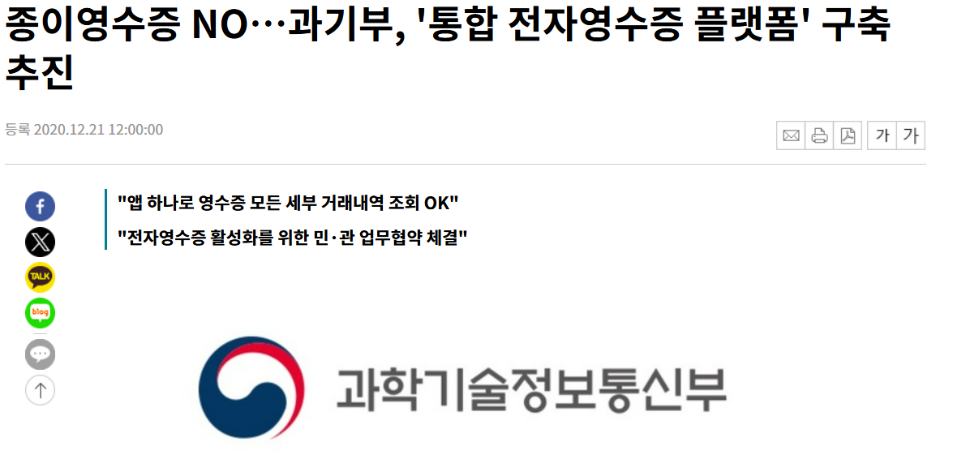 종이영수증 NO…과기부, '통합 전자영수증 플랫폼' 구축
추진
등록 2020.12.21 12:00:00
가 가
"앱 하나로 영수증 모든 세부 거래내역 조회 OK"
"전자영수증 활성화를 위한 민·관 업무협약 체결"
TALK
blog
과학기술정보통신부